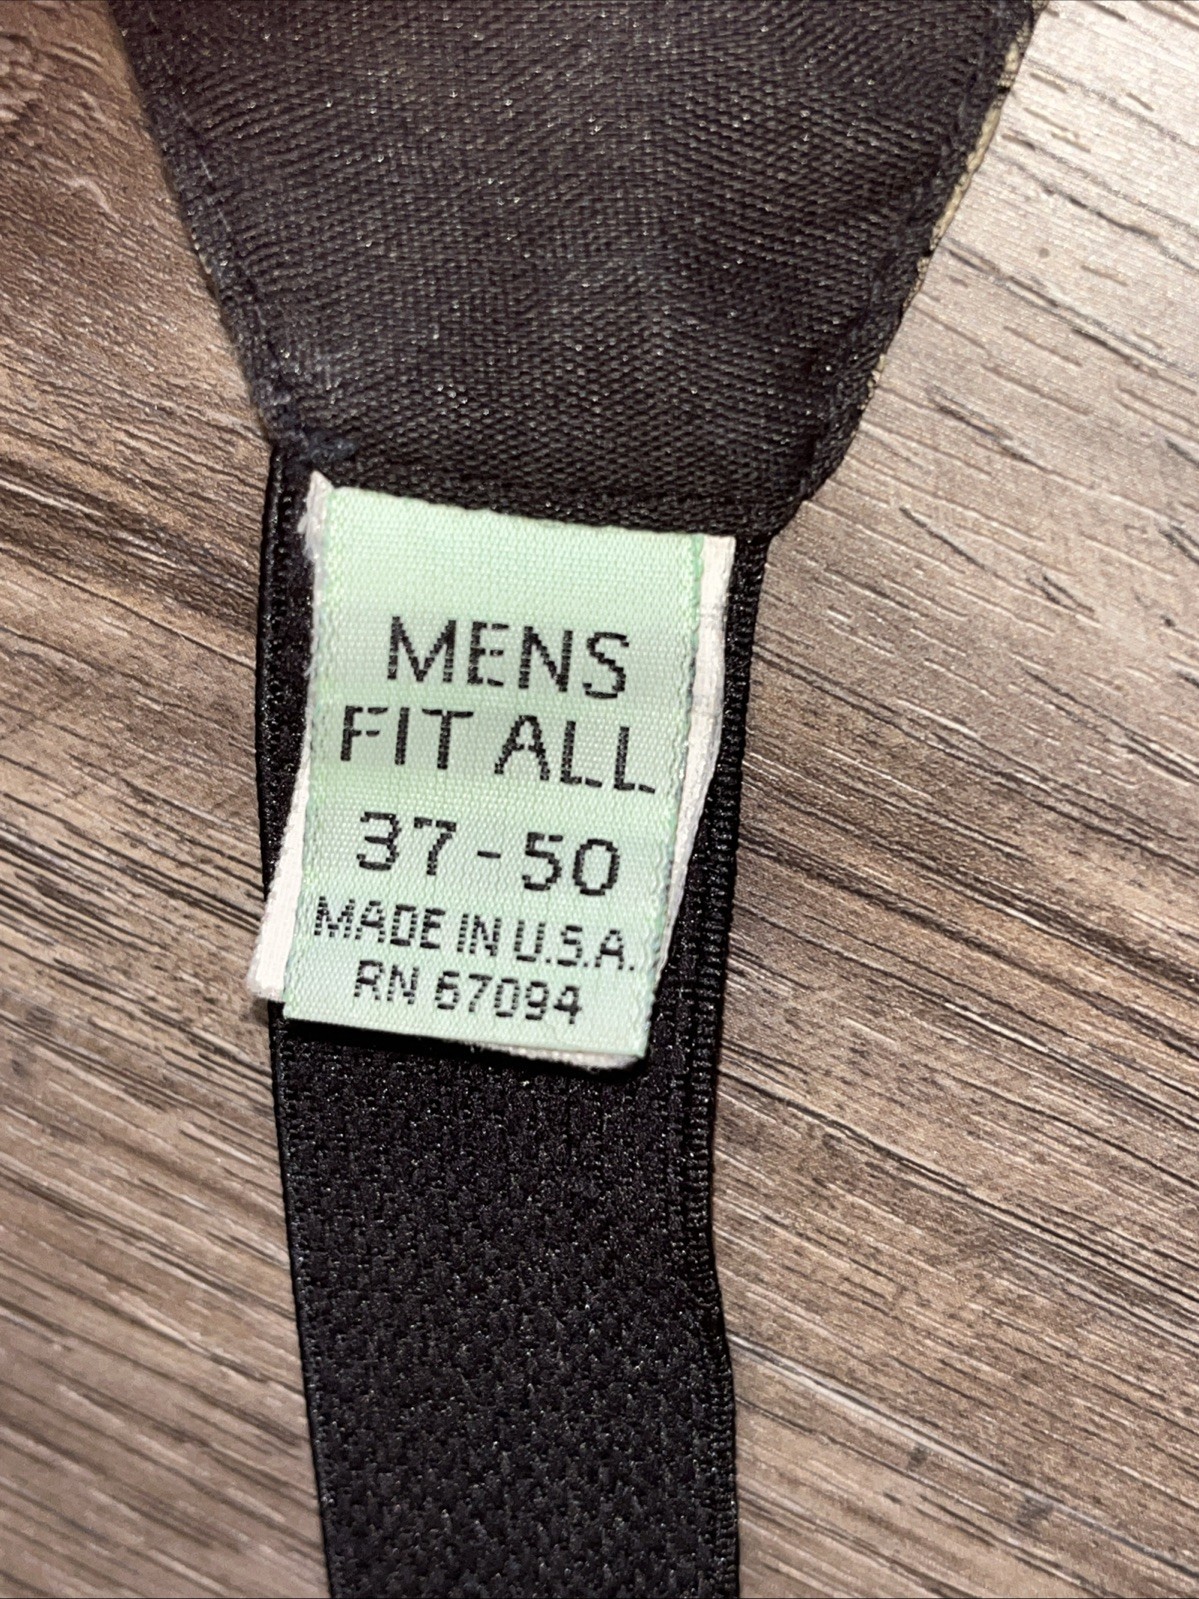 MENS
FIT ALL
37-50
MADE IN U.S.A.
RN 67094